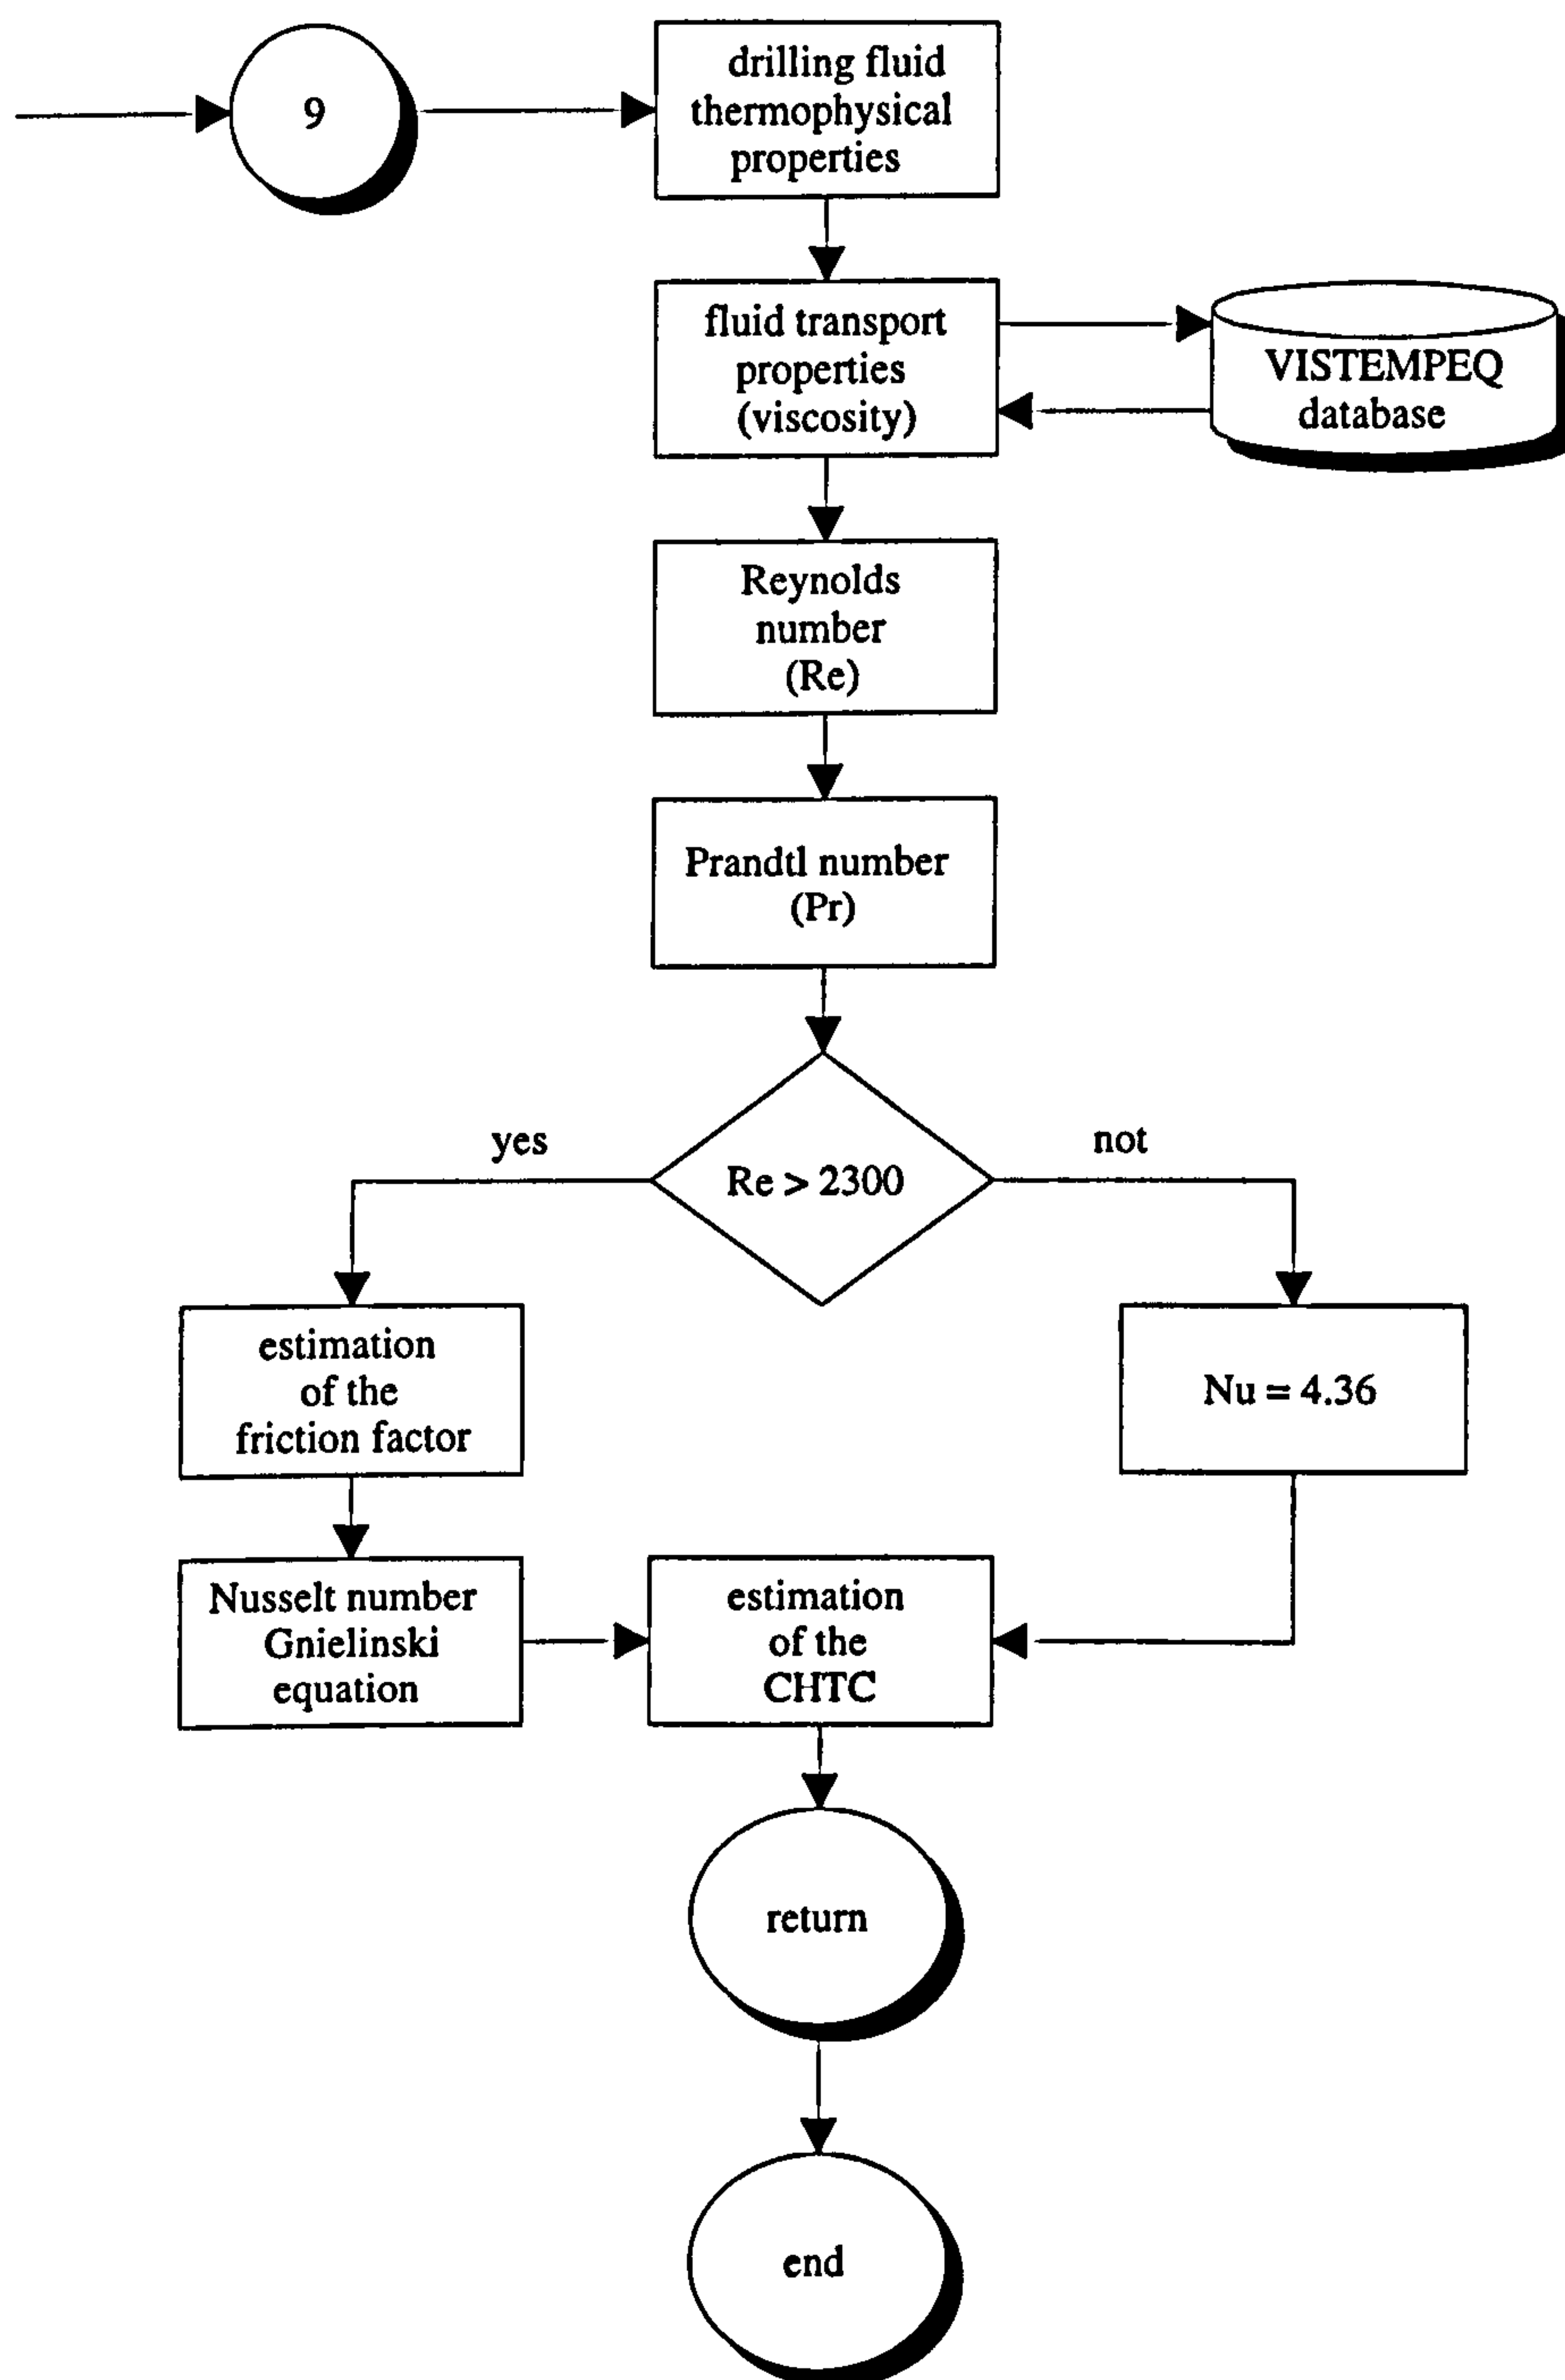 9
drilling fluid
thermophysical
properties
fluid transport
properties
(viscosity)
VISTEMPEQ
database
Reynolds
number
(Re)
Prandtl number
(Pr)
yes
Re > 2300
not
estimation
of the
friction factor
Nu = 4.36
Nusselt number
Gnielinski
equation
estimation
of the
CHTC
return
end